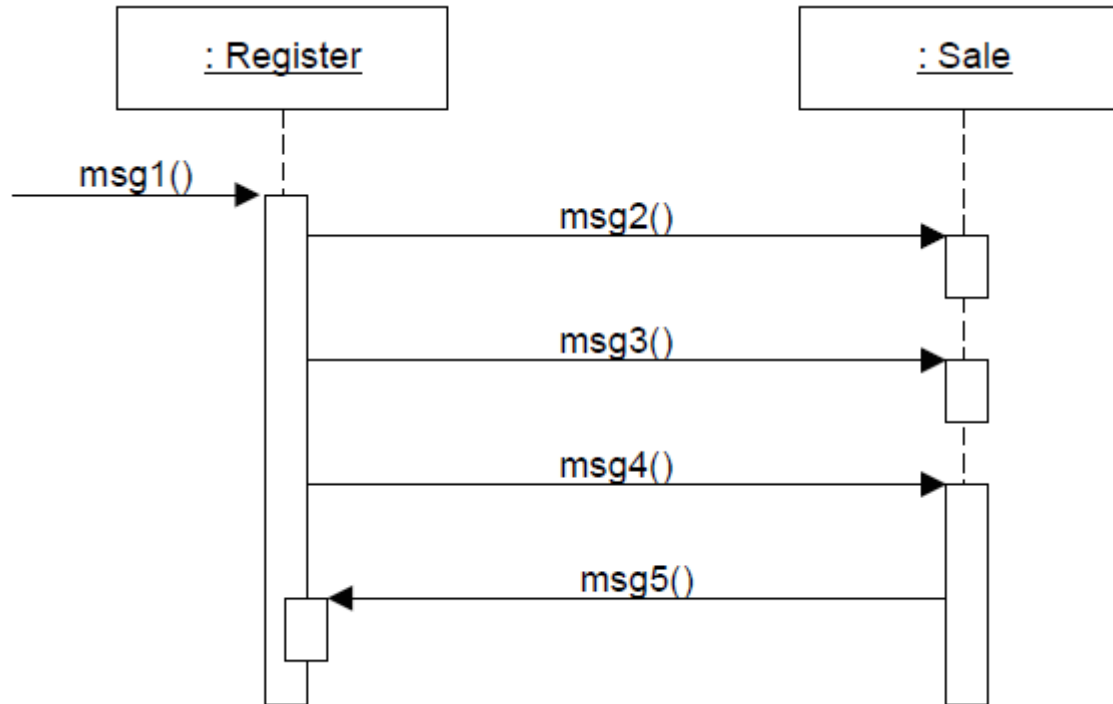 : Register
: Sale
msg1()
msg2()
msg3()
msg4()
msg5()